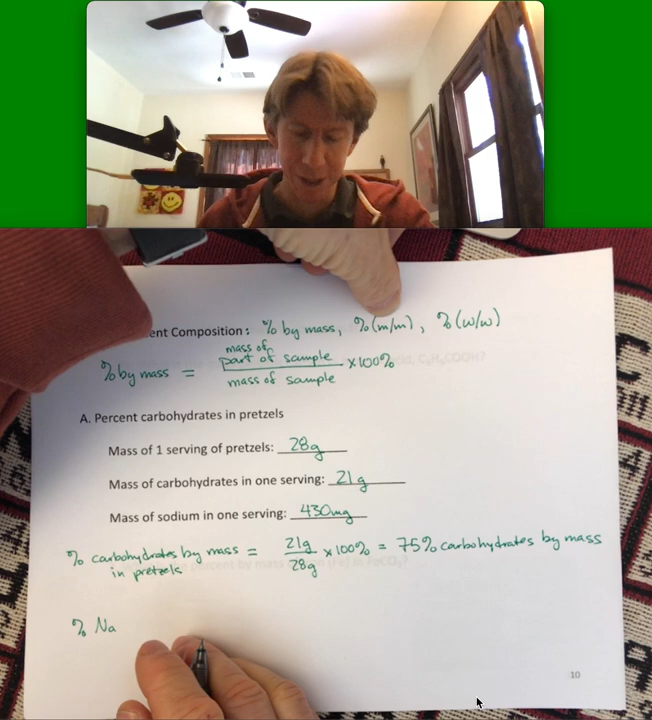 ent Composition: % by mass, %(m/m), %(w/w)
% by mass = mass of part of sample / mass of sample ×100%
A. Percent carbohydrates in pretzels
Mass of 1 serving of pretzels: 28g
Mass of carbohydrates in one serving: 21g
Mass of sodium in one serving: 430mg
% carbohydrates by mass in pretzels = 21g / 28g ×100% = 75% carbohydrates by mass
% Na
10